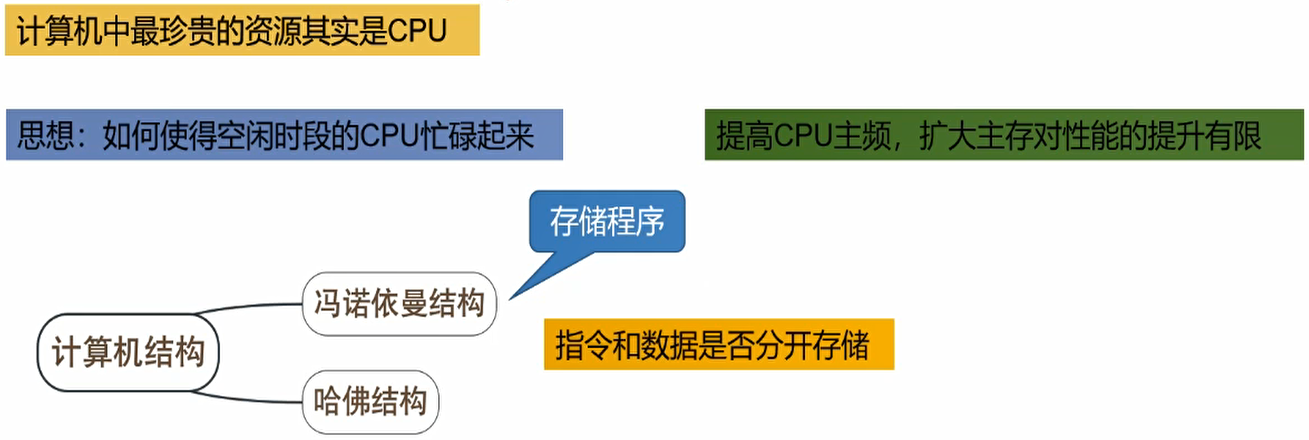 计算机中最珍贵的资源其实是CPU
思想：如何使得空闲时段的CPU忙碌起来
提高CPU主频，扩大主存对性能的提升有限
存储程序
冯诺依曼结构
计算机结构
指令和数据是否分开存储
哈佛结构